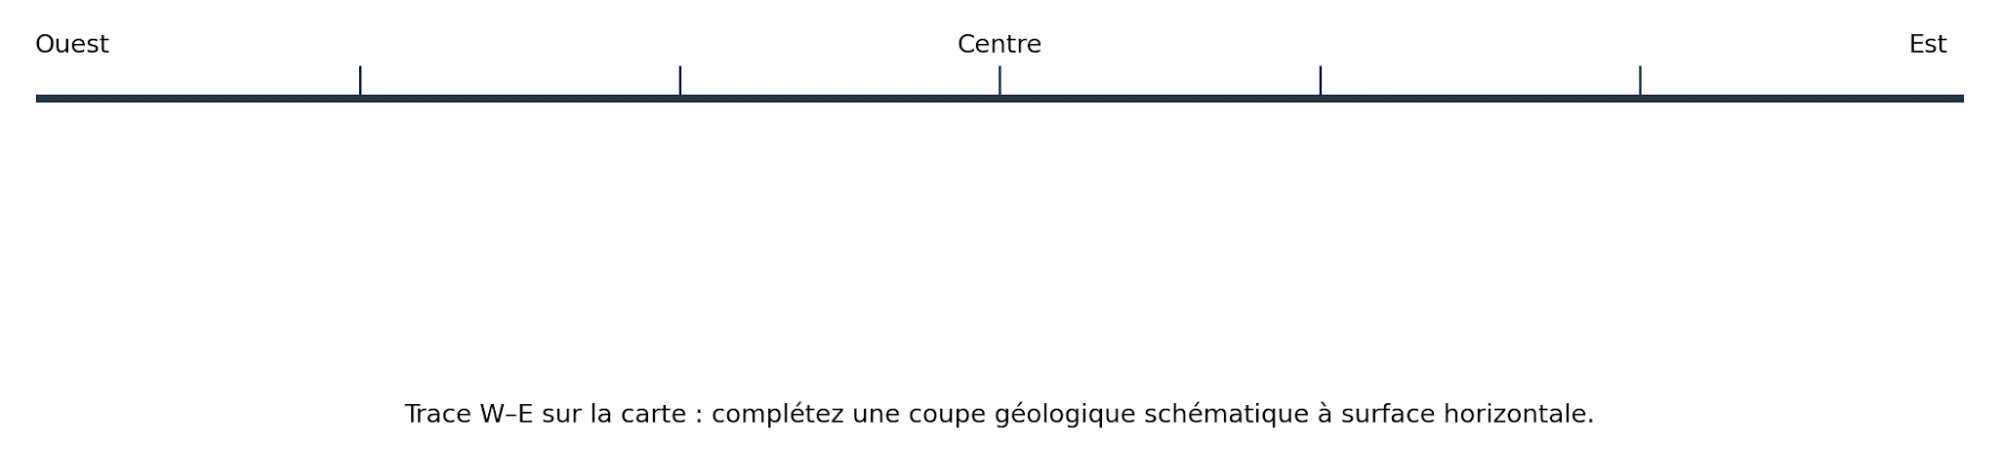 Ouest Centre Est
Trace W–E sur la carte : complétez une coupe géologique schématique à surface horizontale.